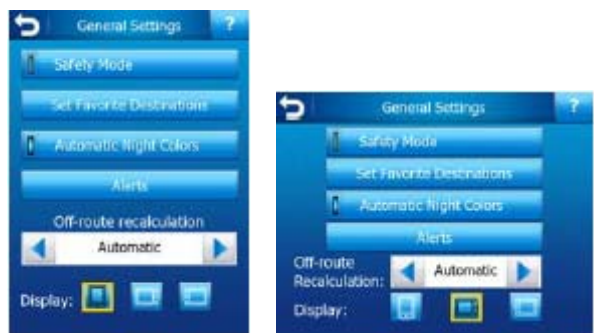 General Settings ?
Safety Mode
Set Favorite Destinations
Automatic Night Colors
Alerts
Off-route recalculation
Automatic
Display:
General Settings ?
Safety Mode
Set Favorite Destinations
Automatic Night Colors
Alerts
Off-route
Recalculation:
Automatic
Display: